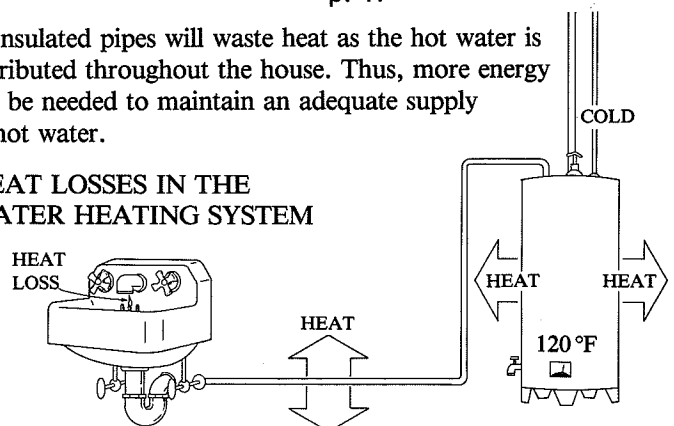 nsulated pipes will waste heat as the hot water is
ributed throughout the house. Thus, more energy
be needed to maintain an adequate supply
hot water.
EAT LOSSES IN THE
ATER HEATING SYSTEM
COLD
HEAT
LOSS
HEAT
HEAT
HEAT
120 °F